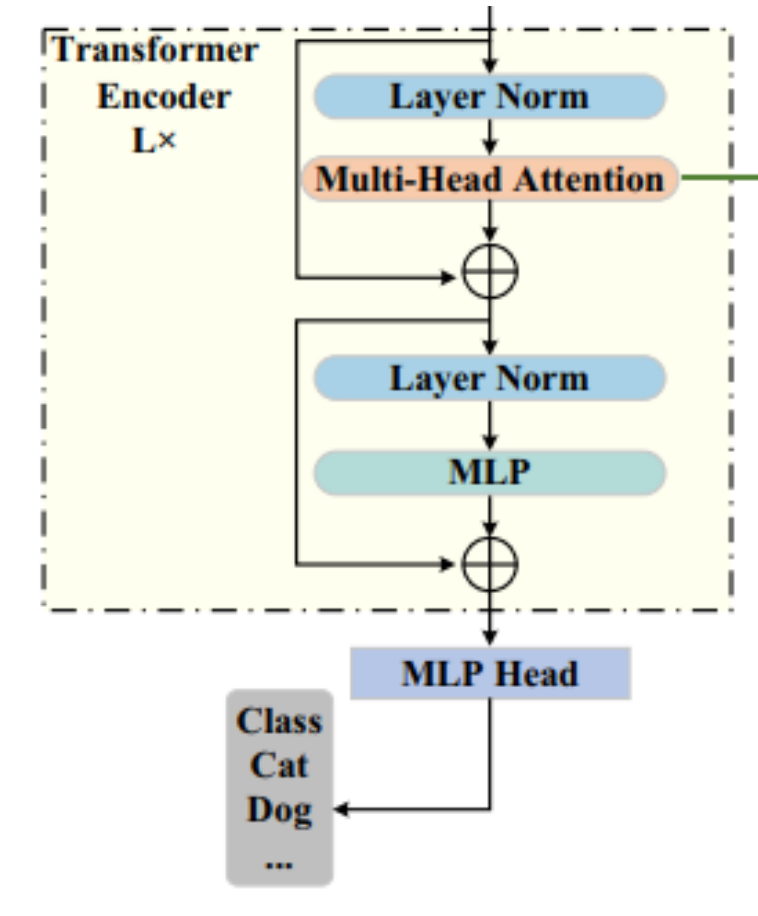 Transformer
Encoder
L×
Layer Norm
Multi-Head Attention
Layer Norm
MLP
MLP Head
Class
Cat
Dog
...